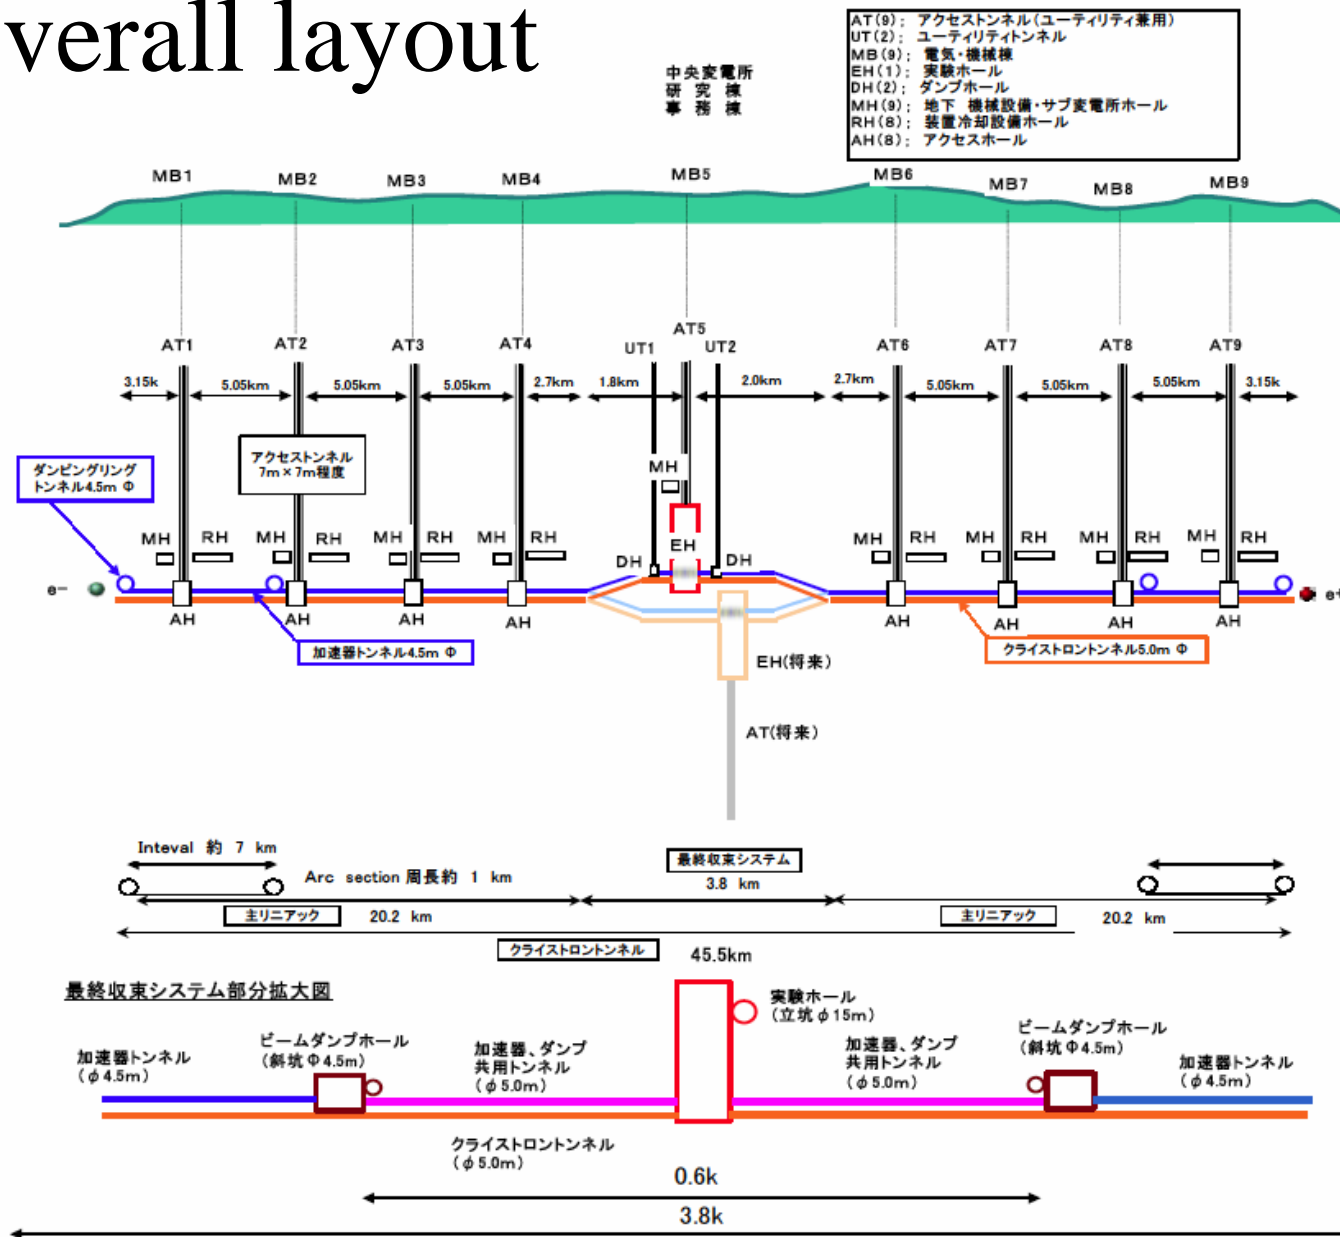 verall layout
中央変電所
研 究 棟
事 務 棟
AT(9); アクセストンネル(ユーティリティ兼用)
UT(2); ユーティリティトンネル
MB(9); 電気・機械棟
EH(1); 実験ホール
DH(2); ダンプホール
MH(9); 地下 機械設備・サブ変電所ホール
RH(8); 装置冷却設備ホール
AH(8); アクセスホール
MB1 MB2 MB3 MB4 MB5 MB6 MB7 MB8 MB9
AT1 AT2 AT3 AT4 UT1 AT5 UT2 AT6 AT7 AT8 AT9
3.15k 5.05km 5.05km 5.05km 2.7km 1.8km 2.0km 2.7km 5.05km 5.05km 5.05km 3.15k
アクセストンネル
7m×7m程度
ダンピングリング
トンネル4.5m Φ
MH
MH RH MH RH MH RH MH RH DH EH DH MH RH MH RH MH RH MH RH
e- e+
AH AH AH AH AH AH AH AH
加速器トンネル4.5m Φ
クライストロントンネル5.0m Φ
EH(将来)
AT(将来)
Inteval 約 7 km
Arc section 周長約 1 km
最終収束システム
3.8 km
主リニアック 20.2 km
主リニアック 20.2 km
クライストロントンネル 45.5km
最終収束システム部分拡大図
加速器トンネル
(φ4.5m)
ビームダンプホール
(斜坑Φ4.5m)
加速器、ダンプ
共用トンネル
(φ5.0m)
実験ホール
(立坑φ15m)
加速器、ダンプ
共用トンネル
(φ5.0m)
ビームダンプホール
(斜坑Φ4.5m)
加速器トンネル
(φ4.5m)
クライストロントンネル
(φ5.0m)
0.6k
3.8k